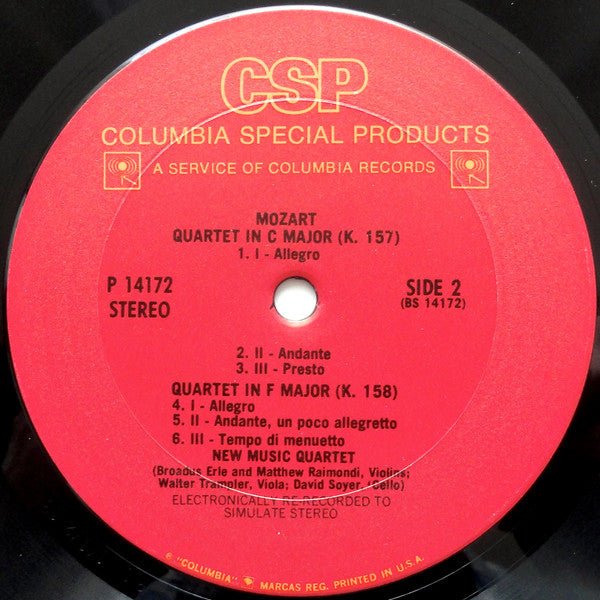 CSP
COLUMBIA SPECIAL PRODUCTS
A SERVICE OF COLUMBIA RECORDS
MOZART
QUARTET IN C MAJOR (K. 157)
1. I - Allegro
P 14172
STEREO
SIDE 2
(BS 14172)
2. II - Andante
3. III - Presto
QUARTET IN F MAJOR (K. 158)
4. I - Allegro
5. II - Andante, un poco allegretto
6. III - Tempo di menuetto
NEW MUSIC QUARTET
(Broadus Erle and Matthew Raimondi, Violins;
Walter Trampler, Viola; David Soyer, 'Cello)
ELECTRONICALLY RE-RECORDED TO
SIMULATE STEREO
® "COLUMBIA" MARCAS REG. PRINTED IN U.S.A.